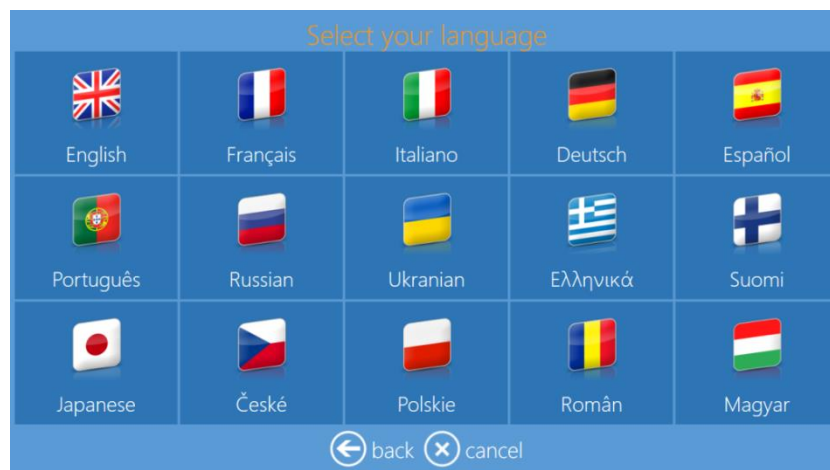 Select your language
English Français Italiano Deutsch Español
Português Russian Ukranian Ελληνικά Suomi
Japanese České Polskie Român Magyar
back cancel